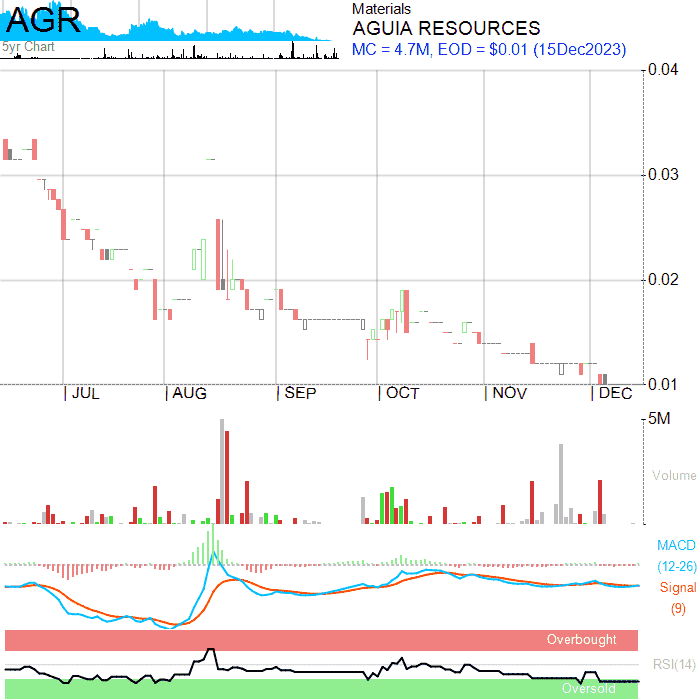 AGR
5yr Chart
Materials
AGUIA RESOURCES
MC = 4.7M, EOD = $0.01 (15Dec2023)
0.04
0.03
0.02
0.01
JUL
AUG
SEP
OCT
NOV
DEC
5M
Volume
MACD
(12-26)
Signal
(9)
Overbought
RSI(14)
Oversold